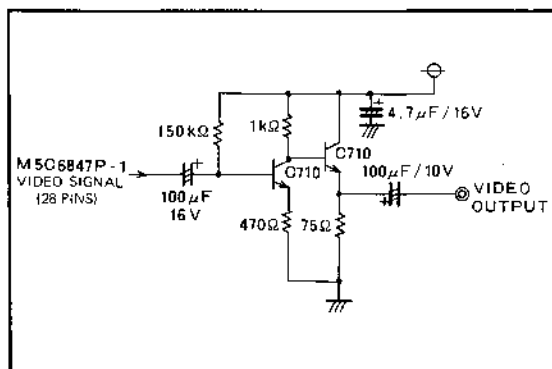 4.7μF/16V
150kΩ
1kΩ
C710
M5C6847P-1
VIDEO SIGNAL
(28 PINS)
100μF
16V
C710
100μF/10V
VIDEO
OUTPUT
470Ω
75Ω